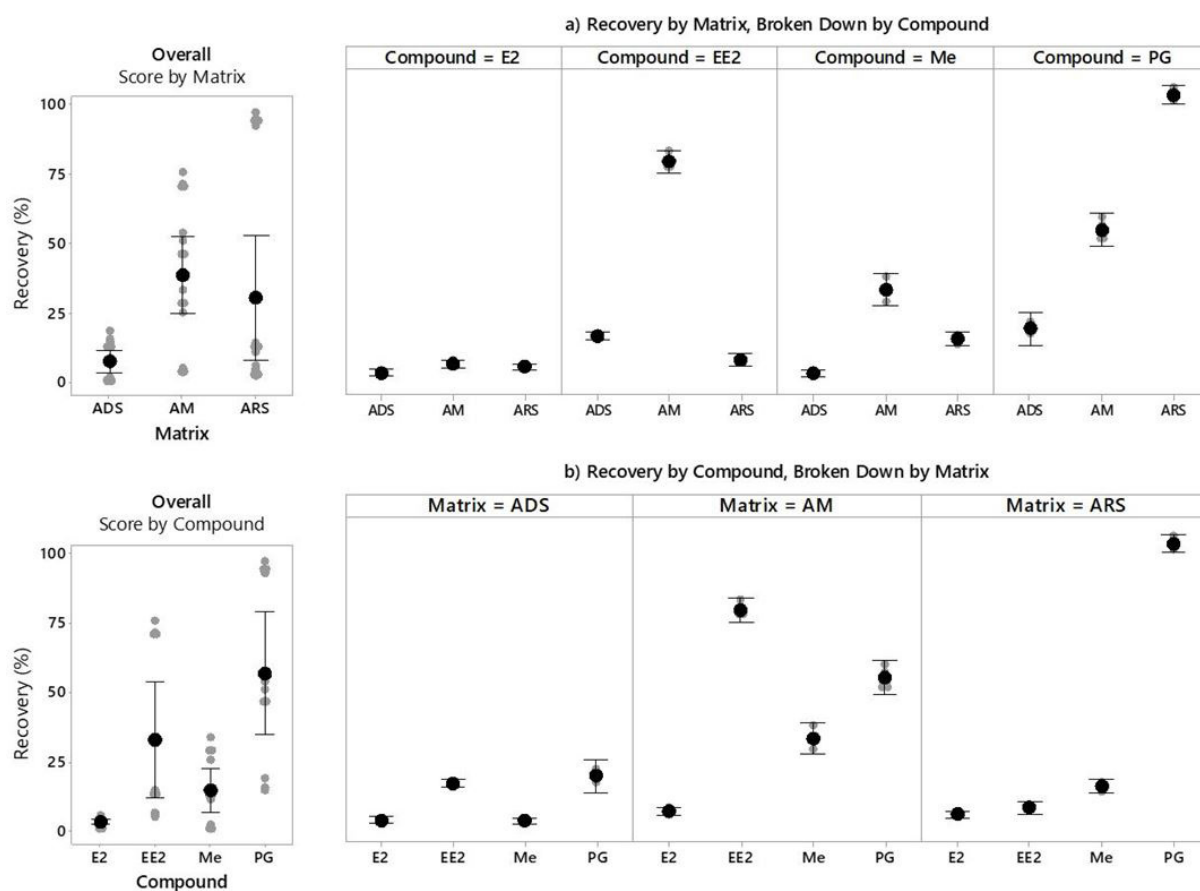 a) Recovery by Matrix, Broken Down by Compound
Overall
Score by Matrix
Compound = E2
Compound = EE2
Compound = Me
Compound = PG
Recovery (%)
100
75
50
25
0
ADS
AM
ARS
Matrix
ADS
AM
ARS
ADS
AM
ARS
ADS
AM
ARS
ADS
AM
ARS
b) Recovery by Compound, Broken Down by Matrix
Overall
Score by Compound
Matrix = ADS
Matrix = AM
Matrix = ARS
Recovery (%)
100
75
50
25
0
E2
EE2
Me
PG
Compound
E2
EE2
Me
PG
E2
EE2
Me
PG
E2
EE2
Me
PG